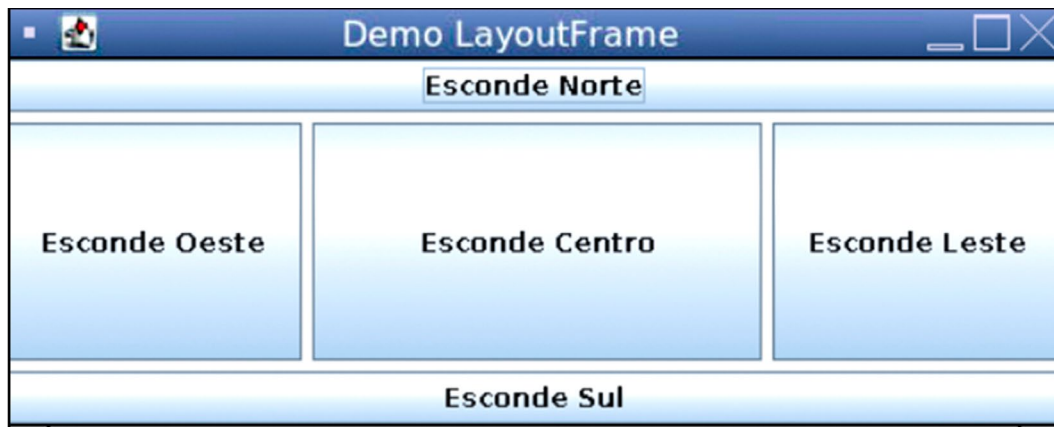 Demo LayoutFrame
Esconde Norte
Esconde Oeste
Esconde Centro
Esconde Leste
Esconde Sul